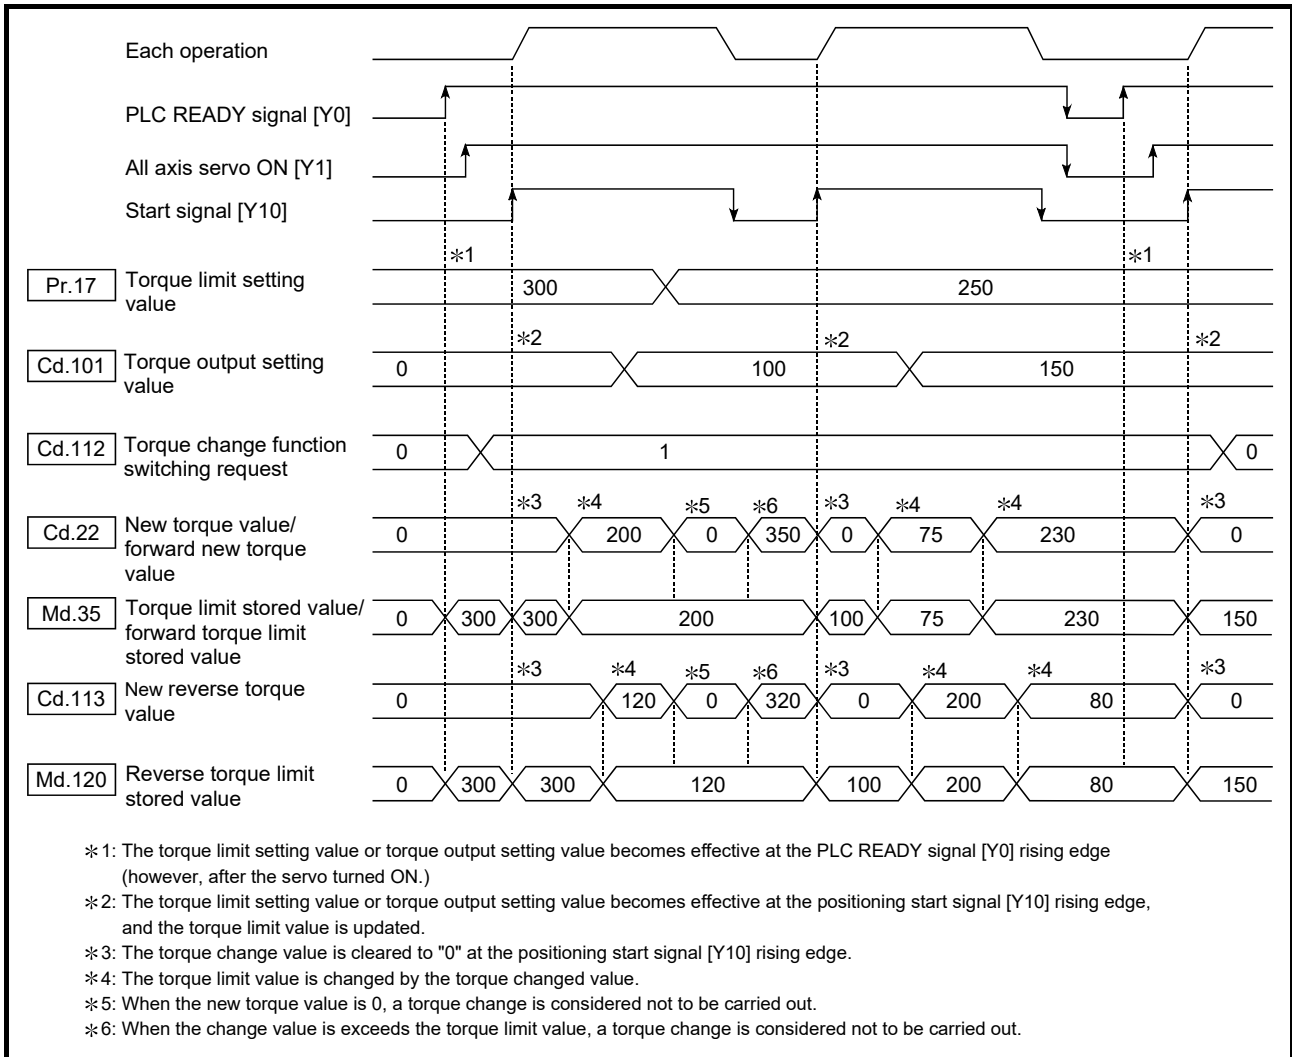 Each operation
PLC READY signal [Y0]
All axis servo ON [Y1]
Start signal [Y10]
*1 *1
Pr.17 Torque limit setting
value
300 250
*2 *2 *2
Cd.101 Torque output setting
value
0 100 150
Cd.112 Torque change function
switching request
0 1 0
*3 *4 *5 *6 *3 *4 *4 *3
Cd.22 New torque value/
forward new torque
value
0 200 0 350 0 75 230 0
Md.35 Torque limit stored value/
forward torque limit
stored value
0 300 300 200 100 75 230 150
*3 *4 *5 *6 *3 *4 *4 *3
Cd.113 New reverse torque
value
0 120 0 320 0 200 80 0
Md.120 Reverse torque limit
stored value
0 300 300 120 100 200 80 150
*1: The torque limit setting value or torque output setting value becomes effective at the PLC READY signal [Y0] rising edge
(however, after the servo turned ON.)
*2: The torque limit setting value or torque output setting value becomes effective at the positioning start signal [Y10] rising edge,
and the torque limit value is updated.
*3: The torque change value is cleared to "0" at the positioning start signal [Y10] rising edge.
*4: The torque limit value is changed by the torque changed value.
*5: When the new torque value is 0, a torque change is considered not to be carried out.
*6: When the change value is exceeds the torque limit value, a torque change is considered not to be carried out.